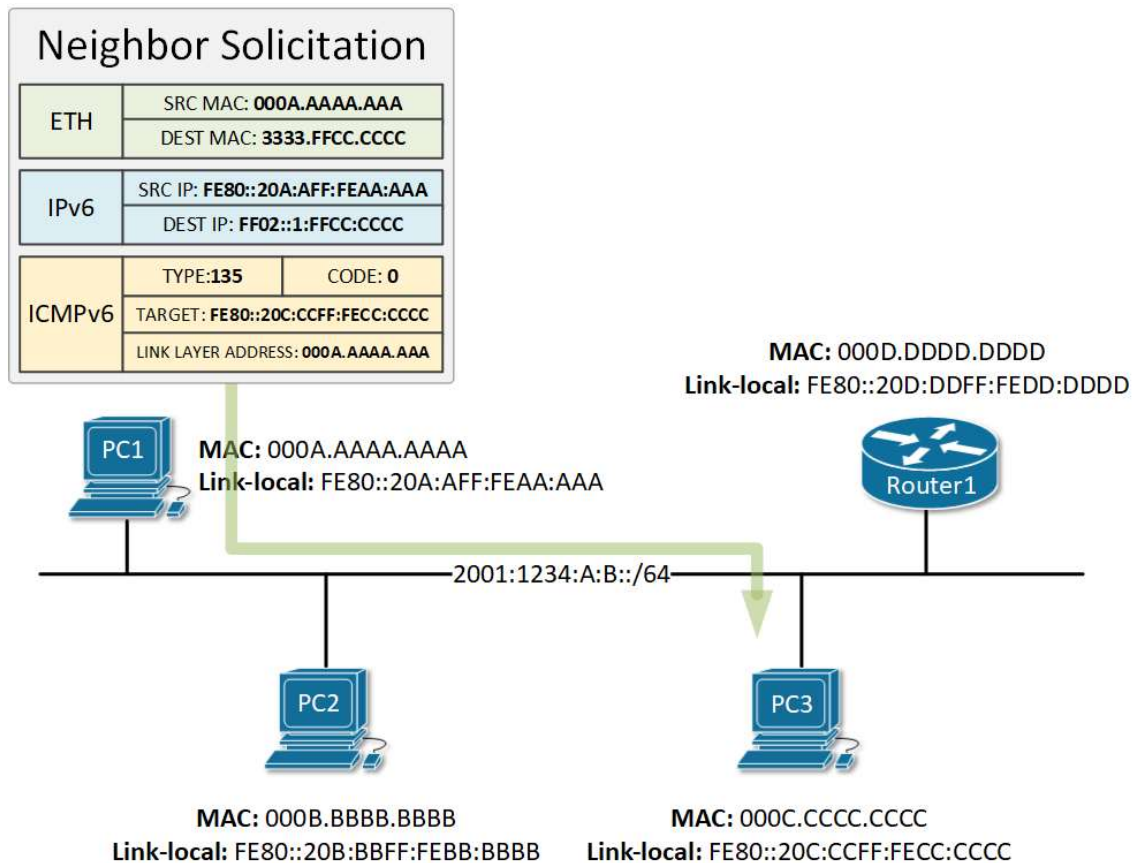 Neighbor Solicitation
ETH
SRC MAC: 000A.AAAA.AAA
DEST MAC: 3333.FFCC.CCCC
IPv6
SRC IP: FE80::20A:AFF:FEAA:AAA
DEST IP: FF02::1:FFCC:CCCC
ICMPv6
TYPE:135 CODE: 0
TARGET: FE80::20C:CCFF:FECC:CCCC
LINK LAYER ADDRESS: 000A.AAAA.AAA
MAC: 000D.DDDD.DDDD
Link-local: FE80::20D:DDFF:FEDD:DDDD
PC1
MAC: 000A.AAAA.AAAA
Link-local: FE80::20A:AFF:FEAA:AAA
Router1
2001:1234:A:B::/64
PC2
PC3
MAC: 000B.BBBB.BBBB
Link-local: FE80::20B:BBFF:FEBB:BBBB
MAC: 000C.CCCC.CCCC
Link-local: FE80::20C:CCFF:FECC:CCCC